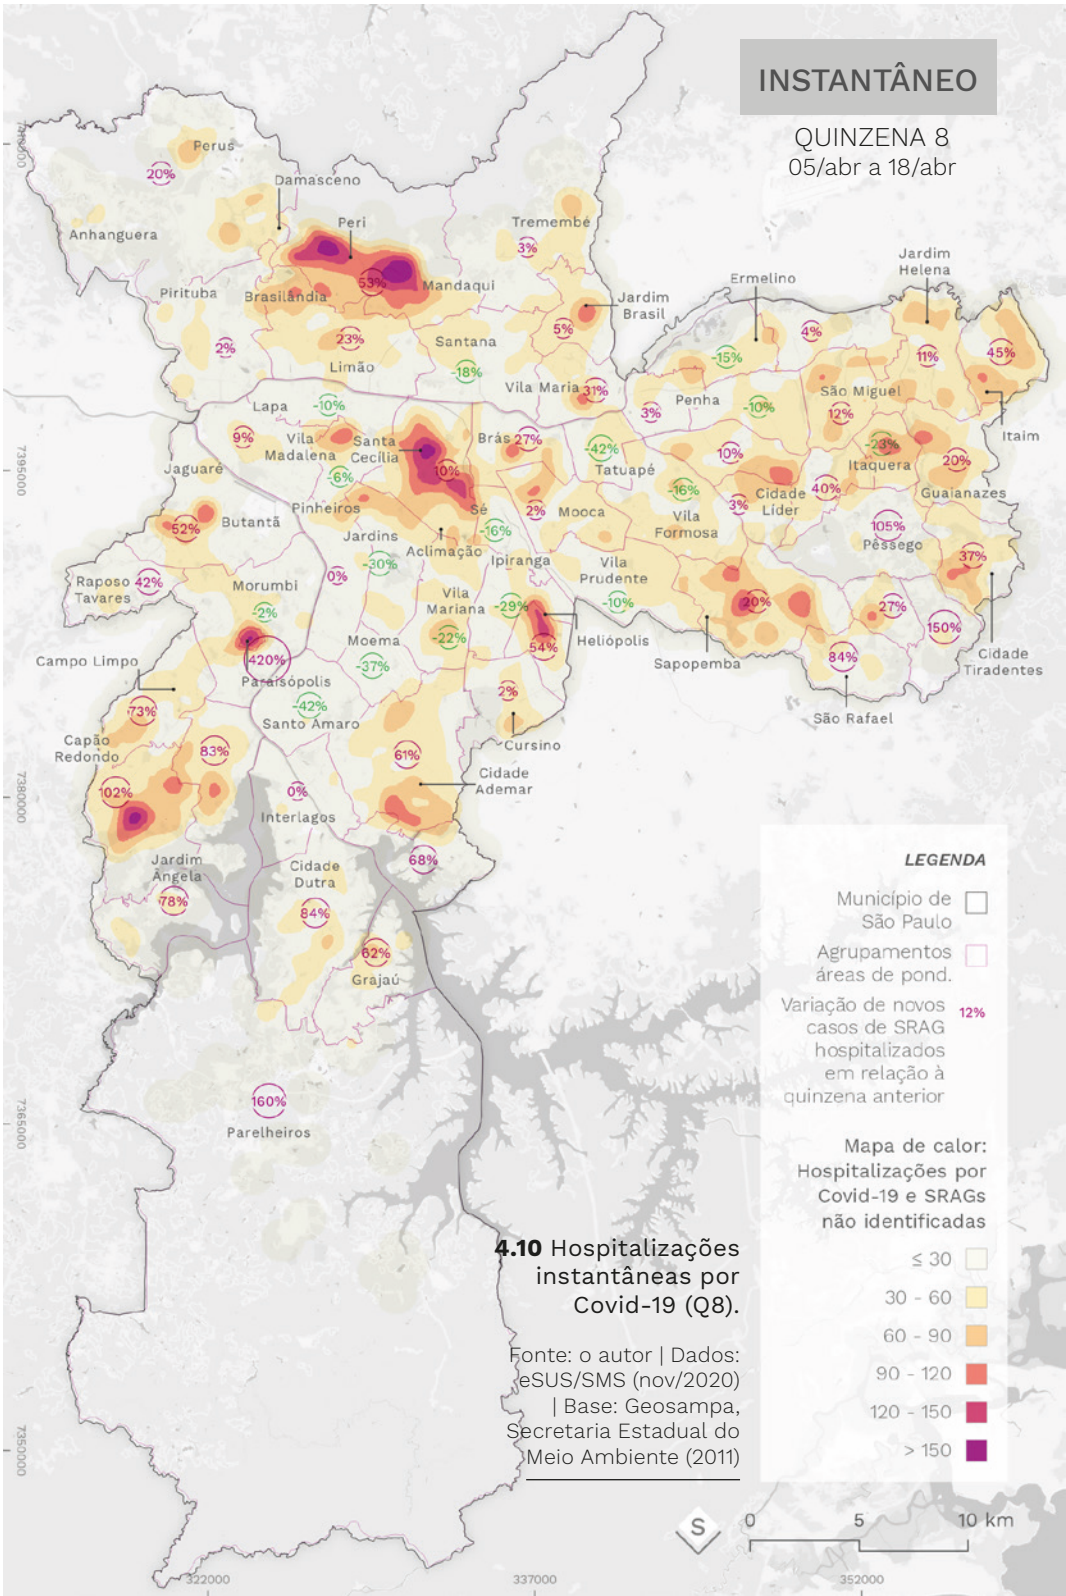 INSTANTÂNEO
QUINZENA 8
05/abr a 18/abr
Perus
20%
Damasceno
Anhanguera
Peri
Tremembé
3%
Jardim
Helena
Ermelino
Pirituba
Brasilândia
53%
Mandaqui
Jardim
Brasil
2%
23%
Limão
Santana
-18%
5%
-15%
4%
11%
45%
Vila Maria
31%
Penha
3%
-10%
São Miguel
12%
Itaim
Lapa
-10%
9%
Vila
Madalena
Santa
Cecília
Brás
27%
-42%
Tatuapé
10%
-23%
Itaquera
20%
Guaianazes
Jaguaré
-6%
10%
Pinheiros
Sé
2%
Mooca
-16%
Vila
Formosa
3%
Cidade
Líder
40%
105%
Pêssego
52%
Butantã
Jardins
Aclimação
-16%
Ipiranga
-30%
0%
37%
Raposo
Tavares
42%
Morumbi
-2%
Vila
Mariana
-29%
Vila
Prudente
-10%
20%
27%
150%
Moema
-22%
54%
Heliópolis
Sapopemba
84%
Cidade
Tiradentes
Campo Limpo
420%
Paraisópolis
-37%
São Rafael
-42%
Santo Amaro
2%
Cursino
73%
Capão
Redondo
83%
61%
Cidade
Ademar
102%
0%
Interlagos
Jardim
Ângela
78%
Cidade
Dutra
84%
68%
62%
Grajaú
160%
Parelheiros
7410000
7395000
7380000
7365000
7350000
322000
337000
352000
LEGENDA
Município de
São Paulo
Agrupamentos
áreas de pond.
Variação de novos
casos de SRAG
hospitalizados
em relação à
quinzena anterior
12%
Mapa de calor:
Hospitalizações por
Covid-19 e SRAGs
não identificadas
≤ 30
30 - 60
60 - 90
90 - 120
120 - 150
> 150
4.10 Hospitalizações
instantâneas por
Covid-19 (Q8).
Fonte: o autor | Dados:
eSUS/SMS (nov/2020)
| Base: Geosampa,
Secretaria Estadual do
Meio Ambiente (2011)
S
0
5
10 km